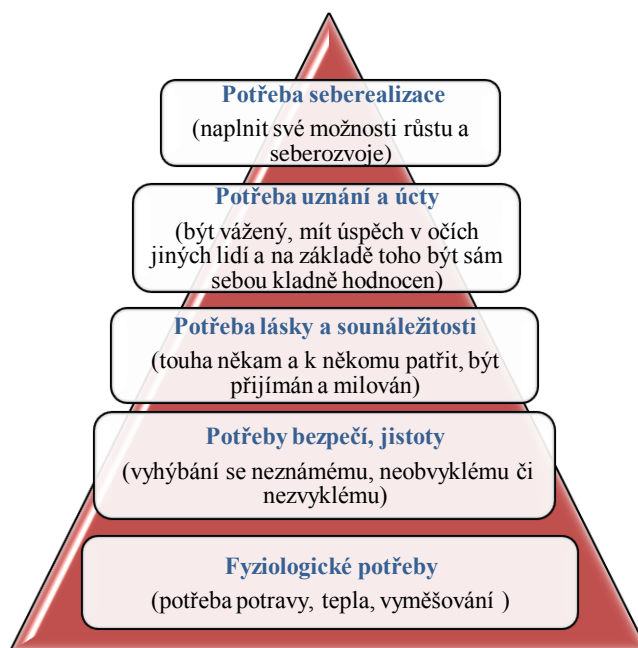 Potřeba seberealizace
(naplnit své možnosti růstu a
seberozvoje)
Potřeba uznání a úcty
(být vážený, mít úspěch v očích
jiných lidí a na základě toho být sám
sebou kladně hodnocen)
Potřeba lásky a sounáležitosti
(touha někam a k někomu patřit, být
přijímán a milován)
Potřeby bezpečí, jistoty
(vyhýbání se neznámému, neobvyklému či
nezvyklému)
Fyziologické potřeby
(potřeba potravy, tepla, vyměšování )